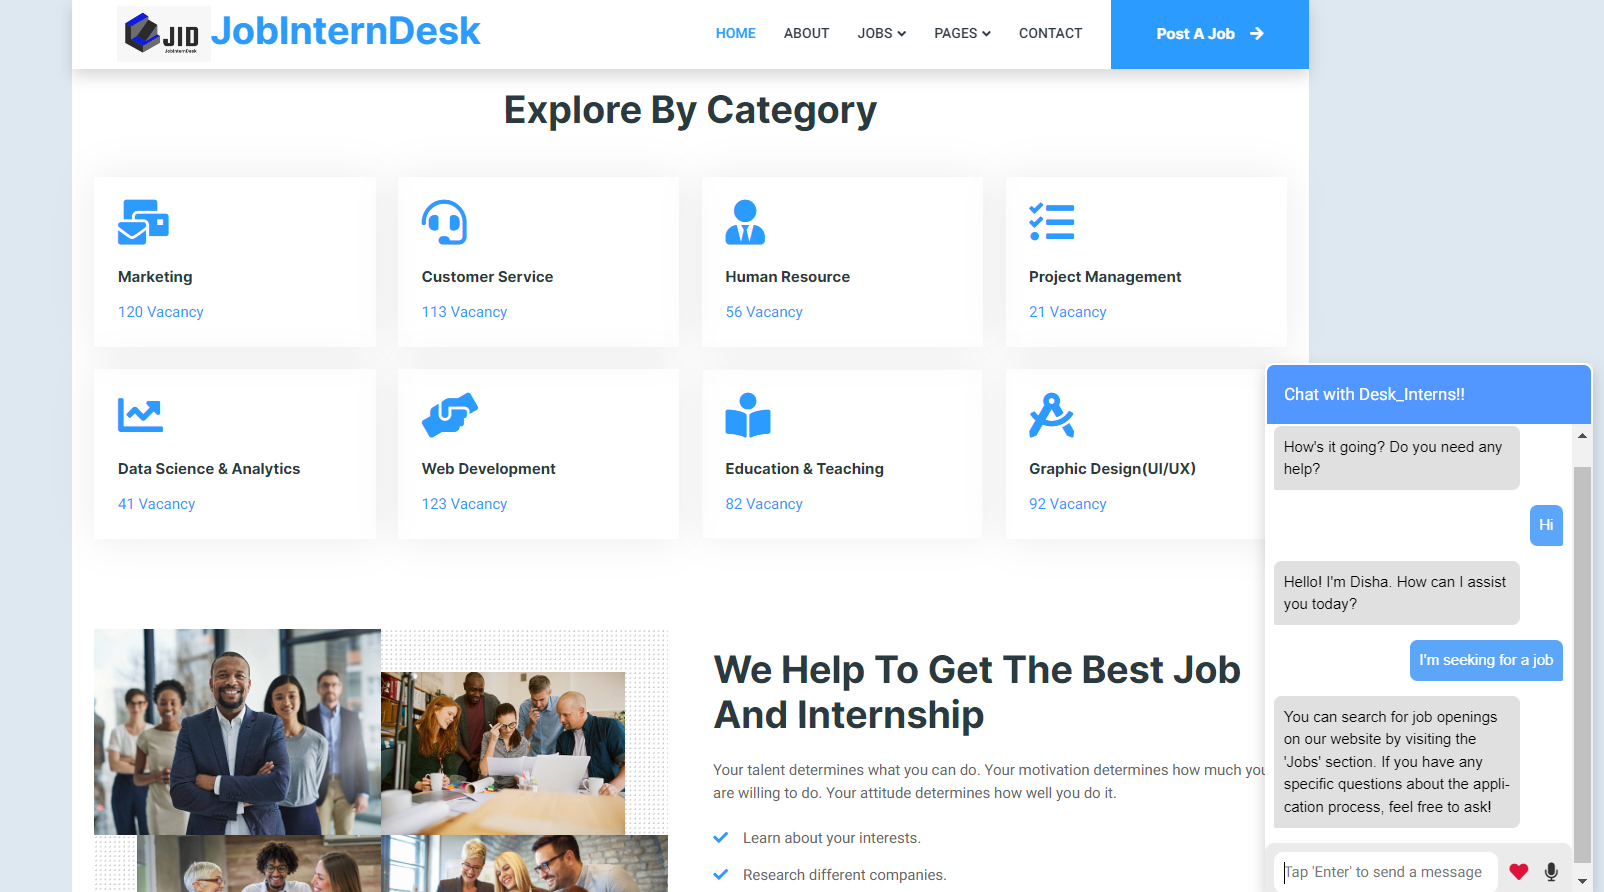 JID
JobInternDesk
JobInternDesk
HOME
ABOUT
JOBS
PAGES
CONTACT
Post A Job
Explore By Category
Marketing
120 Vacancy
Customer Service
113 Vacancy
Human Resource
56 Vacancy
Project Management
21 Vacancy
Data Science & Analytics
41 Vacancy
Web Development
123 Vacancy
Education & Teaching
82 Vacancy
Graphic Design(UI/UX)
92 Vacancy
We Help To Get The Best Job
And Internship
Your talent determines what you can do. Your motivation determines how much you
are willing to do. Your attitude determines how well you do it.
Learn about your interests.
Research different companies.
Chat with Desk_Interns!!
How's it going? Do you need any
help?
Hi
Hello! I'm Disha. How can I assist
you today?
I'm seeking for a job
You can search for job openings
on our website by visiting the
'Jobs' section. If you have any
specific questions about the appli-
cation process, feel free to ask!
Tap 'Enter' to send a message